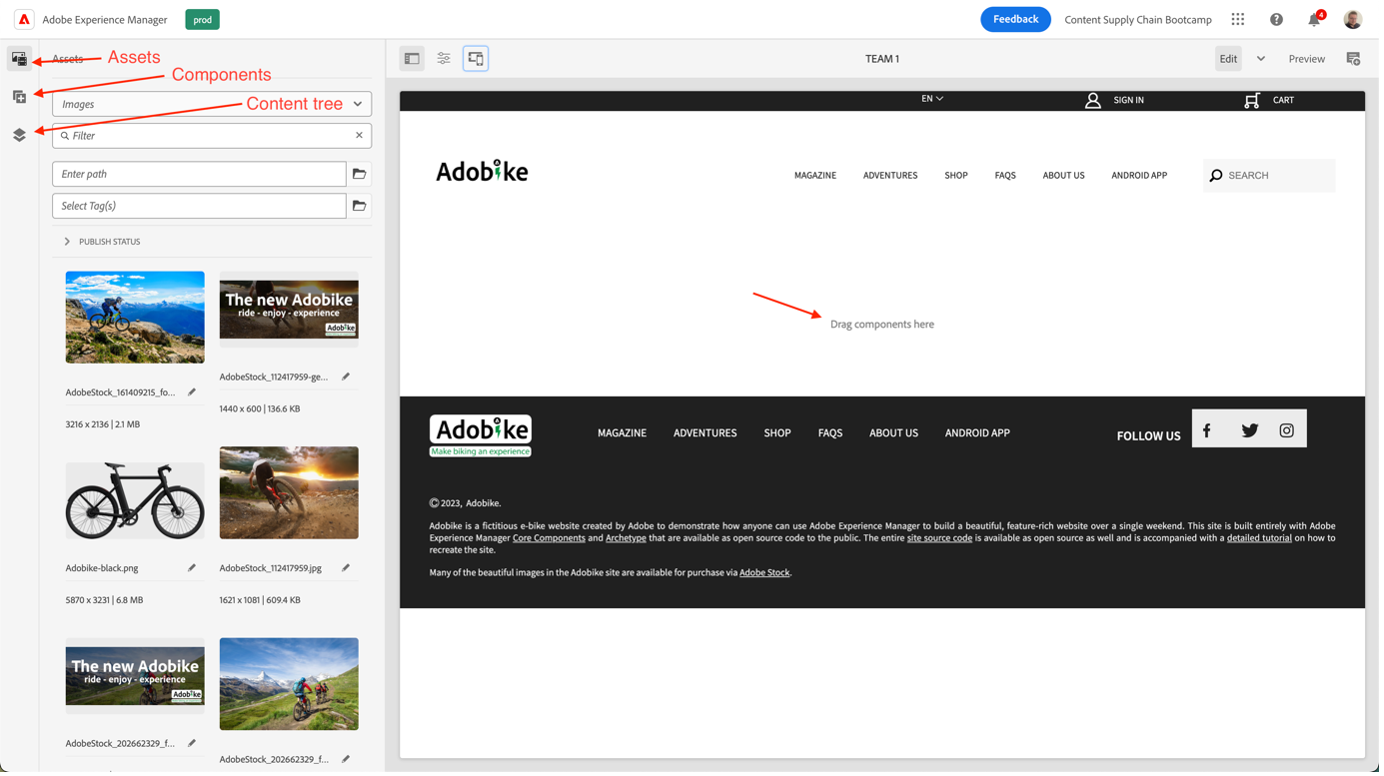 Adobe Experience Manager
prod
Feedback
Content Supply Chain Bootcamp
4
Assets
Assets
Components
Content tree
Images
Filter
Enter path
Select Tag(s)
PUBLISH STATUS
The new Adobike
ride - enjoy - experience
Adobike
AdobeStock_161409215_fo...
3216 x 2136 | 2.1 MB
AdobeStock_112417959-ge...
1440 x 600 | 136.6 KB
Adobike-black.png
5870 x 3231 | 6.8 MB
AdobeStock_112417959.jpg
1621 x 1081 | 609.4 KB
The new Adobike
ride - enjoy - experience
Adobike
AdobeStock_202662329_f...
AdobeStock_202662329_f...
TEAM 1
Edit
Preview
EN
SIGN IN
CART
Adobike
MAGAZINE ADVENTURES SHOP FAQS ABOUT US ANDROID APP
SEARCH
Drag components here
Adobike
Make biking an experience
MAGAZINE ADVENTURES SHOP FAQS ABOUT US ANDROID APP
FOLLOW US
© 2023, Adobike.
Adobike is a fictitious e-bike website created by Adobe to demonstrate how anyone can use Adobe Experience Manager to build a beautiful, feature-rich website over a single weekend. This site is built entirely with Adobe
Experience Manager Core Components and Archetype that are available as open source code to the public. The entire site source code is available as open source as well and is accompanied with a detailed tutorial on how to
recreate the site.
Many of the beautiful images in the Adobike site are available for purchase via Adobe Stock.